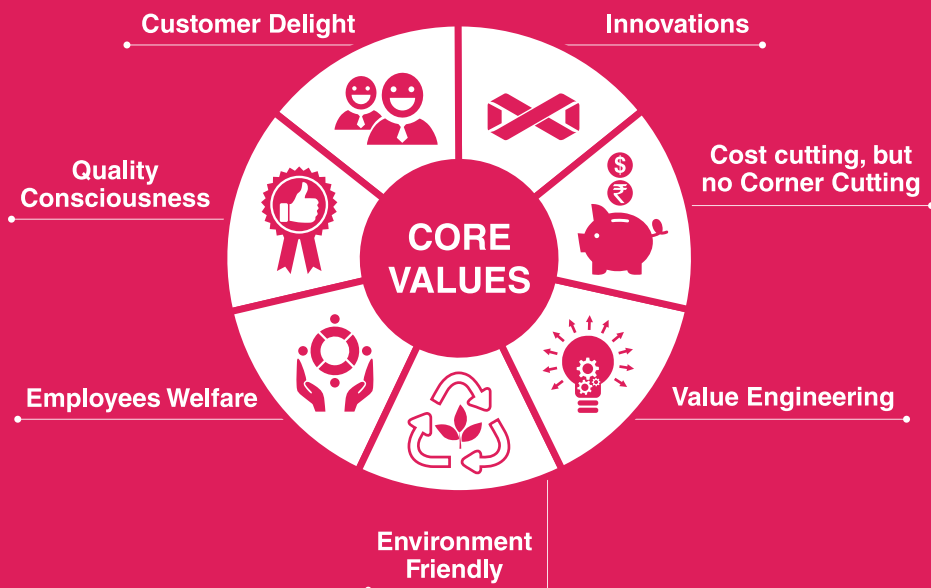 Customer Delight
Innovations
Quality
Consciousness
$
₹
Cost cutting, but
no Corner Cutting
CORE
VALUES
Employees Welfare
Value Engineering
Environment
Friendly